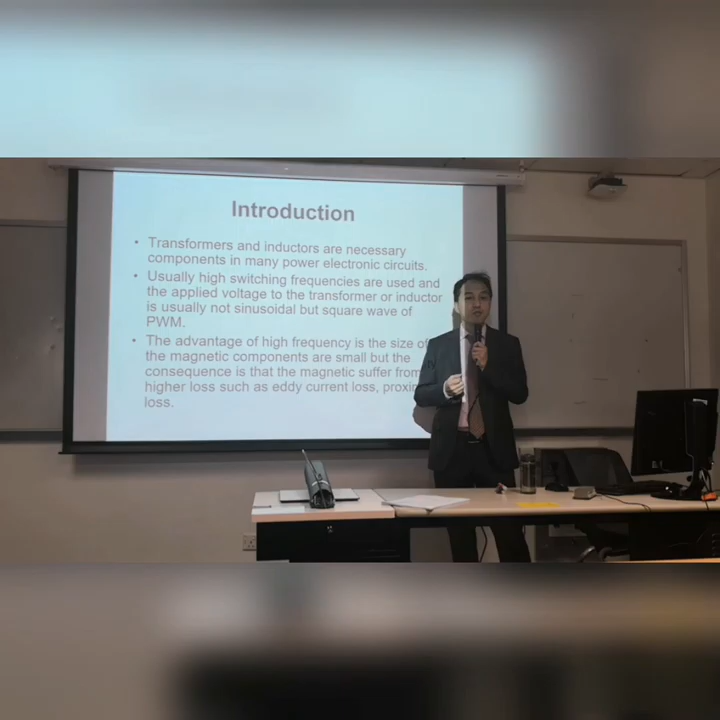 Introduction
• Transformers and inductors are necessary
components in many power electronic circuits.
• Usually high switching frequencies are used and
the applied voltage to the transformer or inductor
is usually not sinusoidal but square wave of
PWM.
• The advantage of high frequency is the size of
the magnetic components are small but the
consequence is that the magnetic suffer from
higher loss such as eddy current loss,
loss.